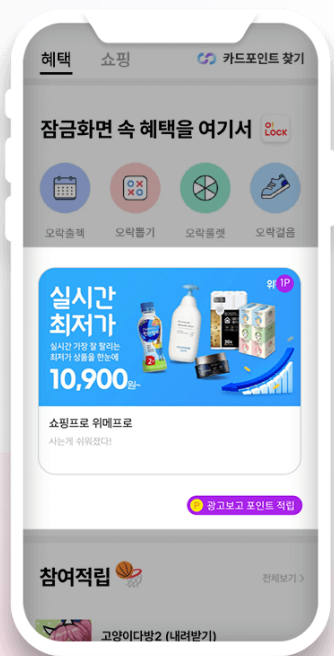 혜택
쇼핑
카드포인트 찾기
잠금화면 속 혜택을 여기서
O! LOCK
오락출첵
오락뽑기
오락룰렛
오락걸음
실시간
최저가
실시간 가장 잘 팔리는
최저가 상품을 한눈에
10,900원~
위
1P
쇼핑프로 위메프로
사는게 쉬워졌다!
P 광고보고 포인트 적립
참여적립
전체보기 >
고양이다방2 (내려받기)